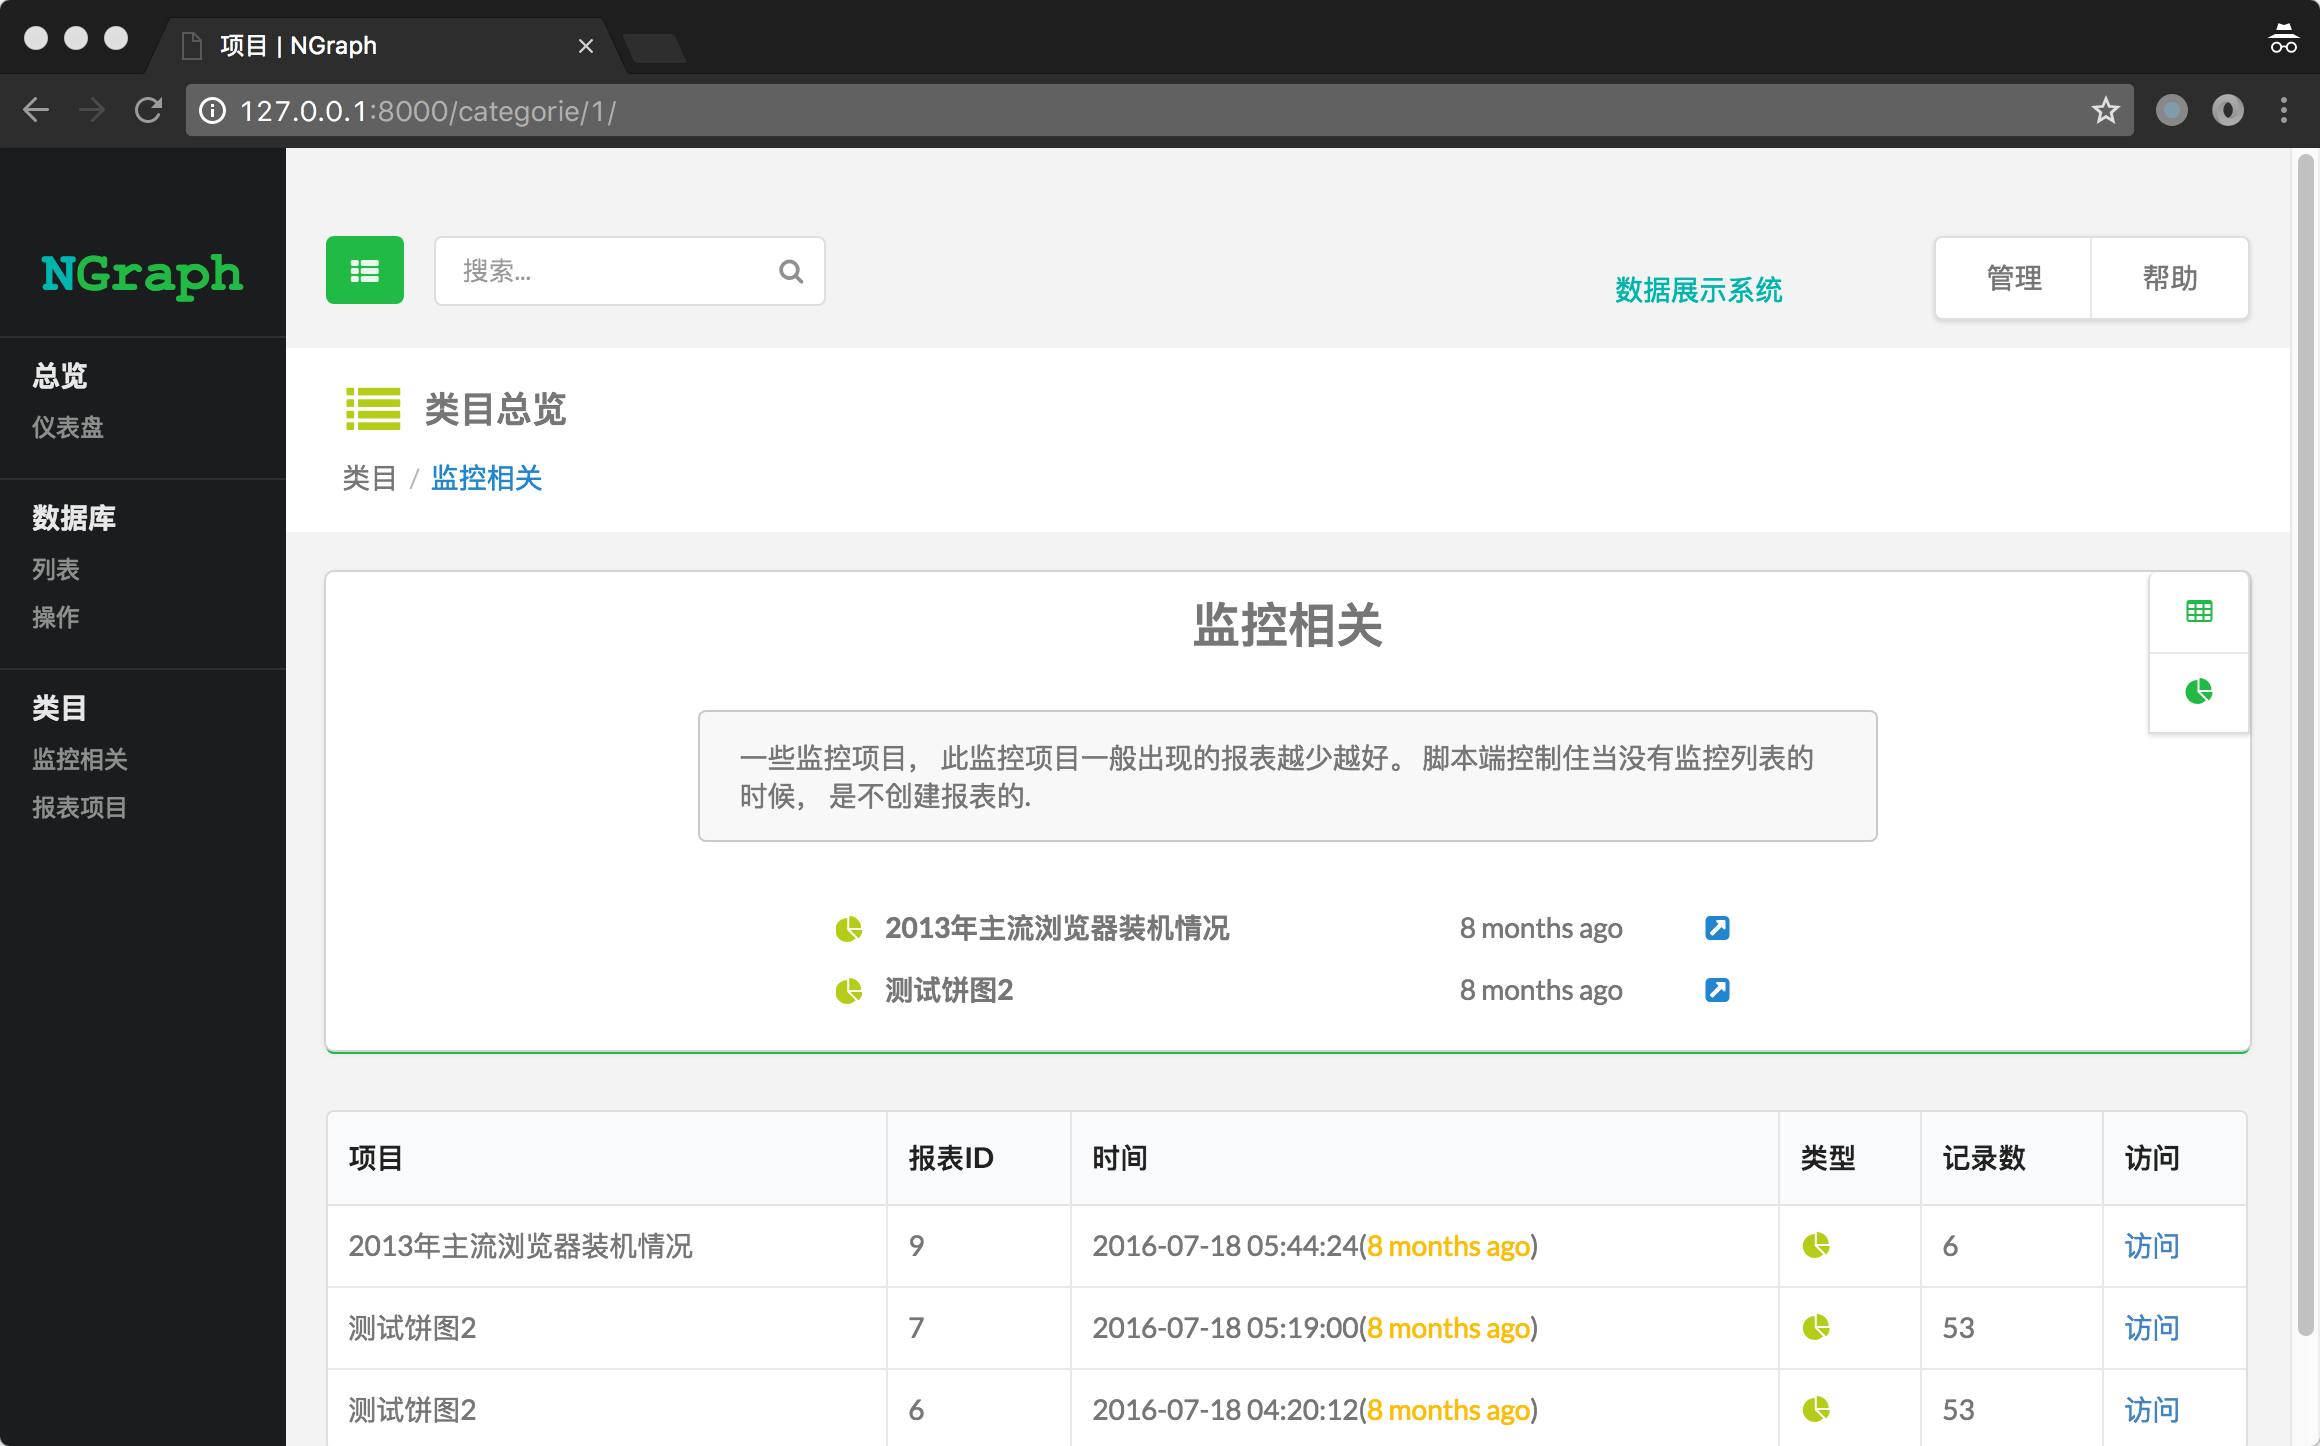 项目 | NGraph
127.0.0.1:8000/categorie/1/
NGraph
总览
仪表盘
数据库
列表
操作
类目
监控相关
报表项目
搜索...
数据展示系统
管理
帮助
类目总览
类目 / 监控相关
监控相关
一些监控项目， 此监控项目一般出现的报表越少越好。 脚本端控制住当没有监控列表的
时候， 是不创建报表的.
2013年主流浏览器装机情况 8 months ago
测试饼图2 8 months ago
项目 报表ID 时间 类型 记录数 访问
2013年主流浏览器装机情况 9 2016-07-18 05:44:24(8 months ago) 6 访问
测试饼图2 7 2016-07-18 05:19:00(8 months ago) 53 访问
测试饼图2 6 2016-07-18 04:20:12(8 months ago) 53 访问